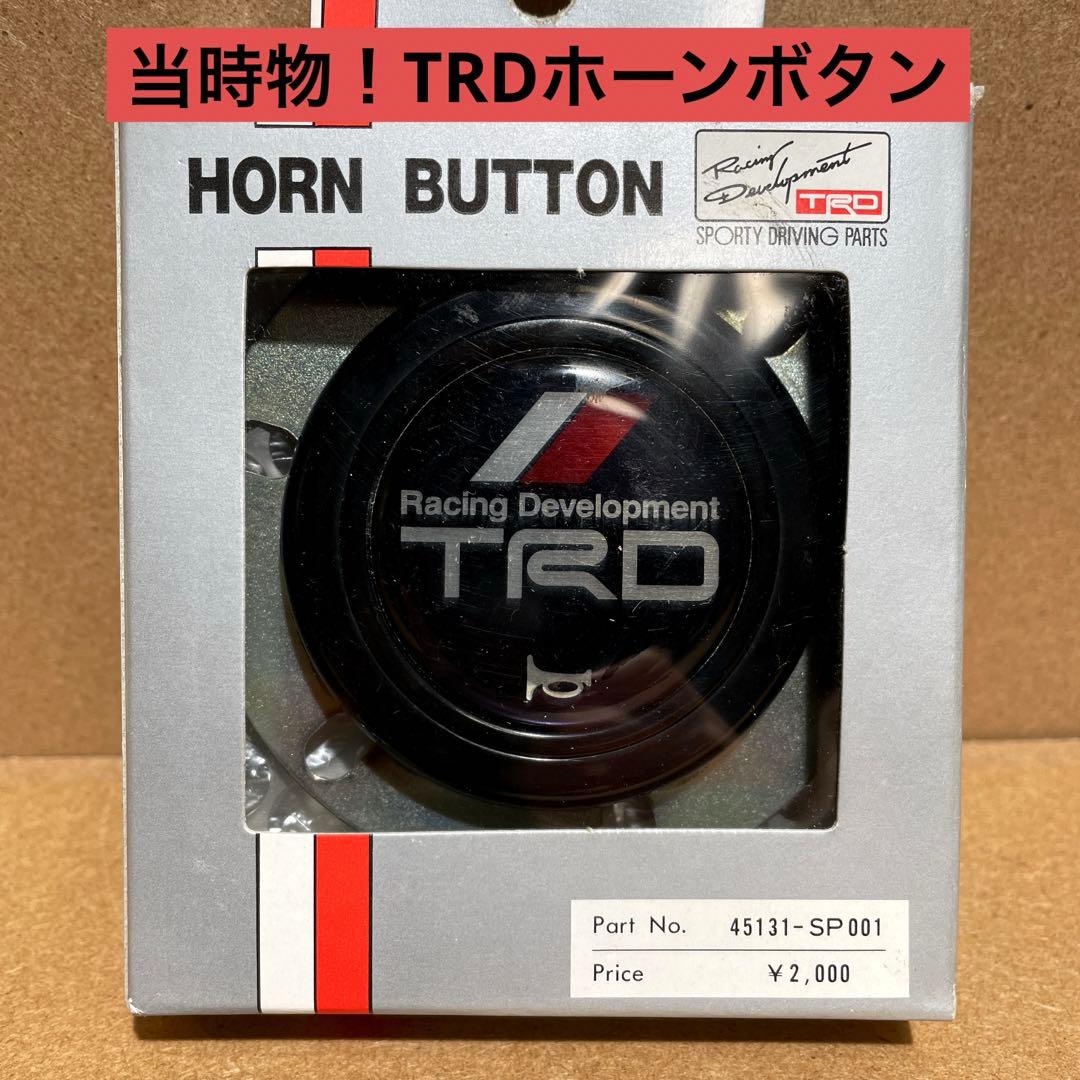 当時物！TRDホーンボタン
HORN BUTTON
Racing
Development
TRD
SPORTY DRIVING PARTS
Racing Development
TRD
Part No. 45131-SP001
Price ¥2,000